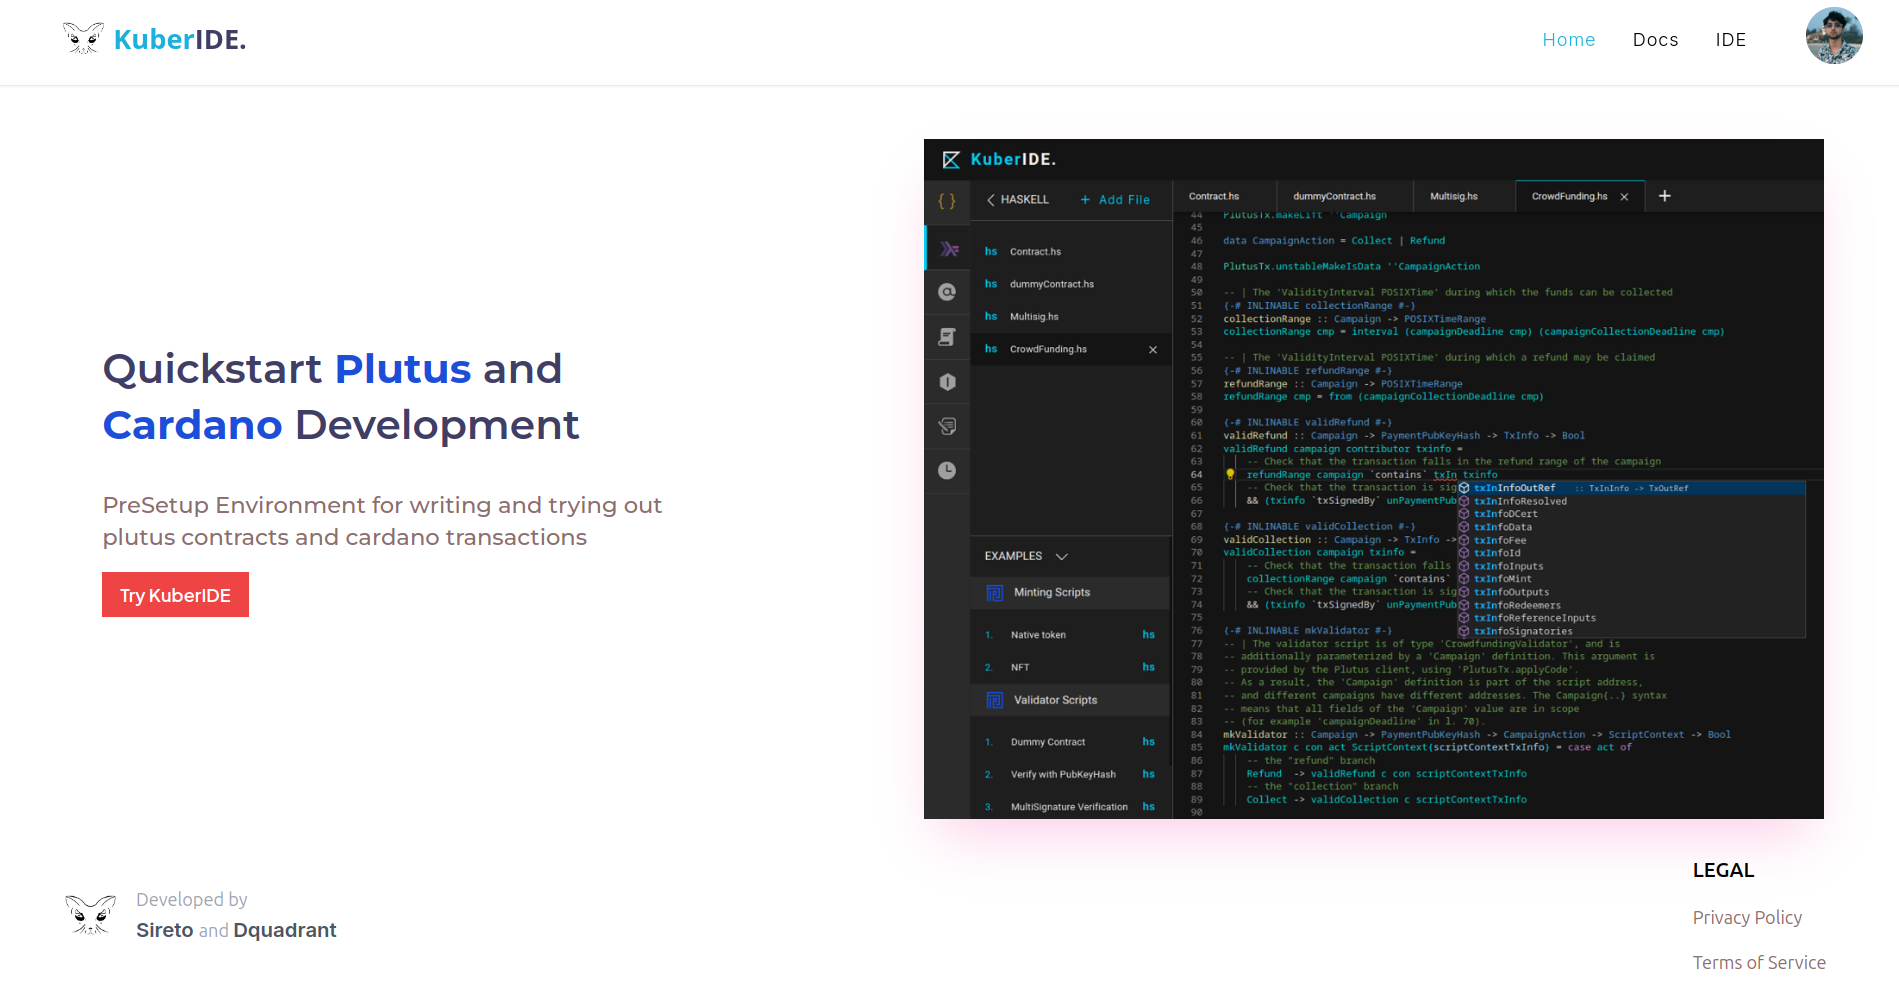 KuberIDE.
Home
Docs
IDE
Quickstart Plutus and
Cardano Development
PreSetup Environment for writing and trying out
plutus contracts and cardano transactions
Try KuberIDE
KuberIDE.
HASKELL
+ Add File
hs Contract.hs
hs dummyContract.hs
hs Multisig.hs
hs CrowdFunding.hs
EXAMPLES
Minting Scripts
1. Native token hs
2. NFT hs
Validator Scripts
1. Dummy Contract hs
2. Verify with PubKeyHash hs
3. MultiSignature Verification hs
Contract.hs
dummyContract.hs
Multisig.hs
CrowdFunding.hs
44 PlutusTx.makeLift ''Campaign
45
46 data CampaignAction = Collect | Refund
47
48 PlutusTx.unstableMakeIsData ''CampaignAction
49
50 -- | The 'ValidityInterval POSIXTime' during which the funds can be collected
51 {-# INLINABLE collectionRange #-}
52 collectionRange :: Campaign -> POSIXTimeRange
53 collectionRange cmp = interval (campaignDeadline cmp) (campaignCollectionDeadline cmp)
54
55 -- | The 'ValidityInterval POSIXTime' during which a refund may be claimed
56 {-# INLINABLE refundRange #-}
57 refundRange :: Campaign -> POSIXTimeRange
58 refundRange cmp = from (campaignCollectionDeadline cmp)
59
60 {-# INLINABLE validRefund #-}
61 validRefund :: Campaign -> PaymentPubKeyHash -> TxInfo -> Bool
62 validRefund campaign contributor txinfo =
63 -- Check that the transaction falls in the refund range of the campaign
64 refundRange campaign `contains` txIn txinfo
65 -- Check that the transaction is sig
66 && (txinfo `txSignedBy` unPaymentPub
67
68 {-# INLINABLE validCollection #-}
69 validCollection :: Campaign -> TxInfo ->
70 validCollection campaign txinfo =
71 -- Check that the transaction falls
72 collectionRange campaign `contains`
73 -- Check that the transaction is sig
74 && (txinfo `txSignedBy` unPaymentPub
75
76 {-# INLINABLE mkValidator #-}
77 -- | The validator script is of type 'CrowdfundingValidator', and is
78 -- additionally parameterized by a 'Campaign' definition. This argument is
79 -- provided by the Plutus client, using 'PlutusTx.applyCode'.
80 -- As a result, the 'Campaign' definition is part of the script address,
81 -- and different campaigns have different addresses. The Campaign{..} syntax
82 -- means that all fields of the 'Campaign' value are in scope
83 -- (for example 'campaignDeadline' in l. 70).
84 mkValidator :: Campaign -> PaymentPubKeyHash -> CampaignAction -> ScriptContext -> Bool
85 mkValidator c con act ScriptContext{scriptContextTxInfo} = case act of
86 -- the "refund" branch
87 Refund -> validRefund c con scriptContextTxInfo
88 -- the "collection" branch
89 Collect -> validCollection c scriptContextTxInfo
90
txInInfoOutRef :: TxInInfo -> TxOutRef
txInInfoResolved
txInfoDCert
txInfoData
txInfoFee
txInfoId
txInfoInputs
txInfoMint
txInfoOutputs
txInfoRedeemers
txInfoReferenceInputs
txInfoSignatories
Developed by
Sireto and Dquadrant
LEGAL
Privacy Policy
Terms of Service